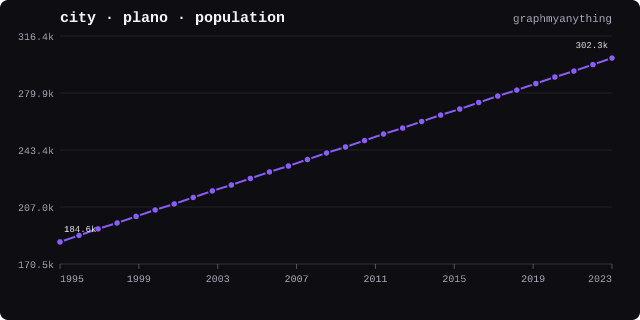 city · plano · population
graphmyanything
316.4k
302.3k
279.9k
243.4k
207.0k
184.6k
170.5k
1995 1999 2003 2007 2011 2015 2019 2023